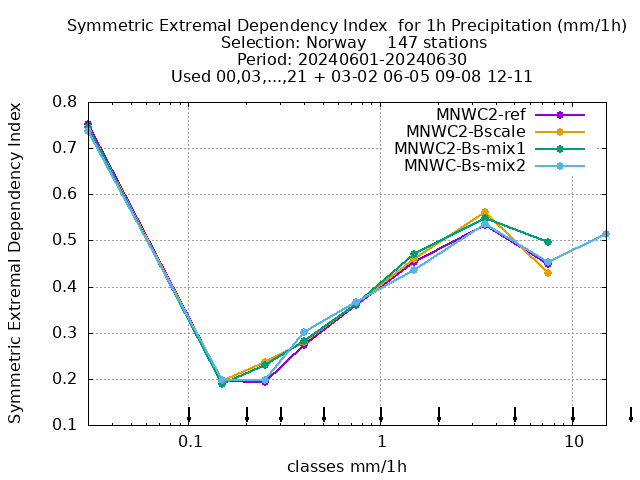 Symmetric Extremal Dependency Index  for 1h Precipitation (mm/1h)
Selection: Norway    147 stations
Period: 20240601-20240630
Used 00,03,...,21 + 03-02 06-05 09-08 12-11
Symmetric Extremal Dependency Index
0.8
0.7
0.6
0.5
0.4
0.3
0.2
0.1
MNWC2-ref
MNWC2-Bscale
MNWC2-Bs-mix1
MNWC-Bs-mix2
0.1 1 10
classes mm/1h